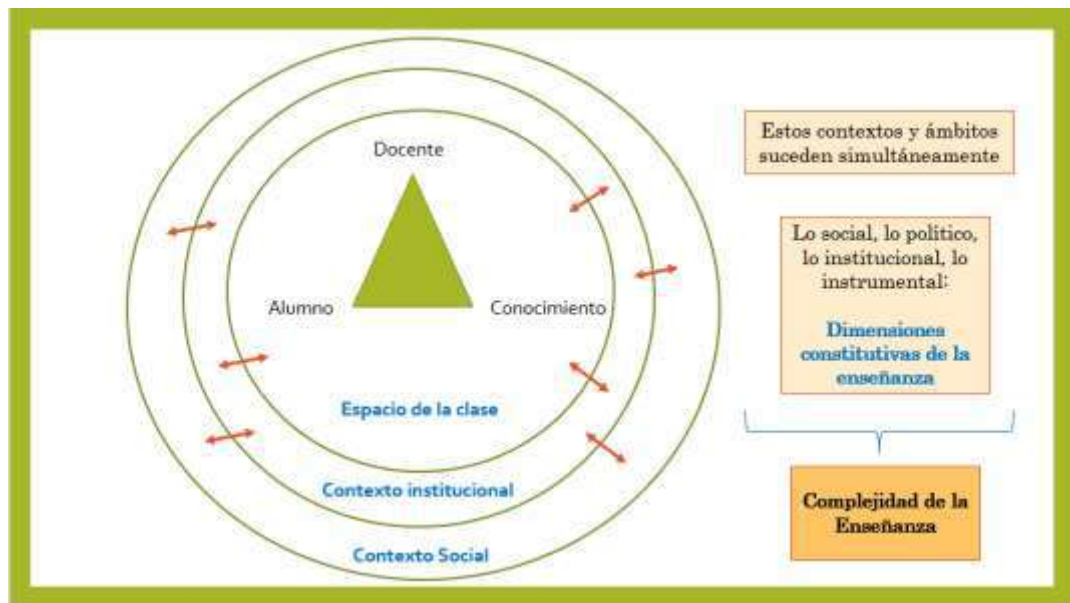 Docente
Alumno
Conocimiento
Espacio de la clase
Contexto institucional
Contexto Social
Estos contextos y ámbitos
suceden simultáneamente
Lo social, lo político,
lo institucional, lo
instrumental:
Dimensiones
constitutivas de la
enseñanza
Complejidad de la
Enseñanza